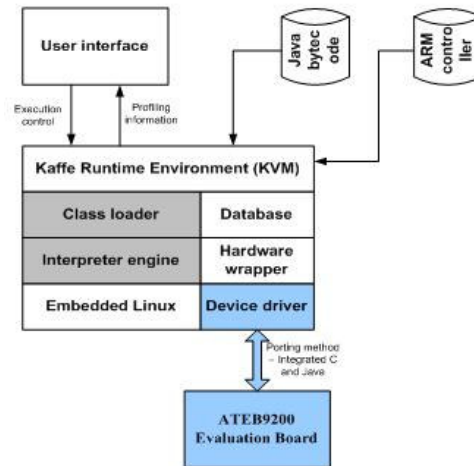 User interface
Java
bytec
ode
ARM
contro
ller
Execution
control
Profiling
information
Kaffe Runtime Environment (KVM)
Class loader
Database
Interpreter engine
Hardware
wrapper
Embedded Linux
Device driver
Porting method
– Integrated C
and Java
ATEB9200
Evaluation Board